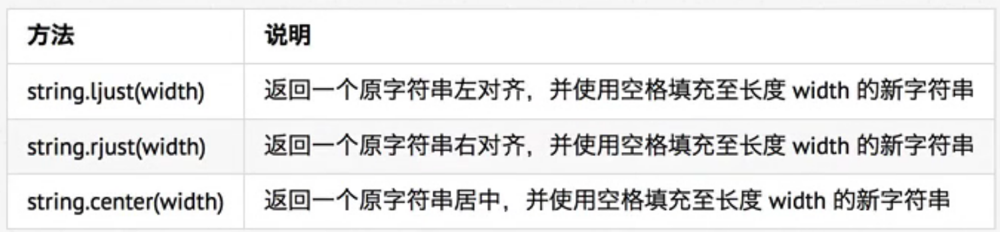 方法 说明
string.ljust(width) 返回一个原字符串左对齐，并使用空格填充至长度 width 的新字符串
string.rjust(width) 返回一个原字符串右对齐，并使用空格填充至长度 width 的新字符串
string.center(width) 返回一个原字符串居中，并使用空格填充至长度 width 的新字符串